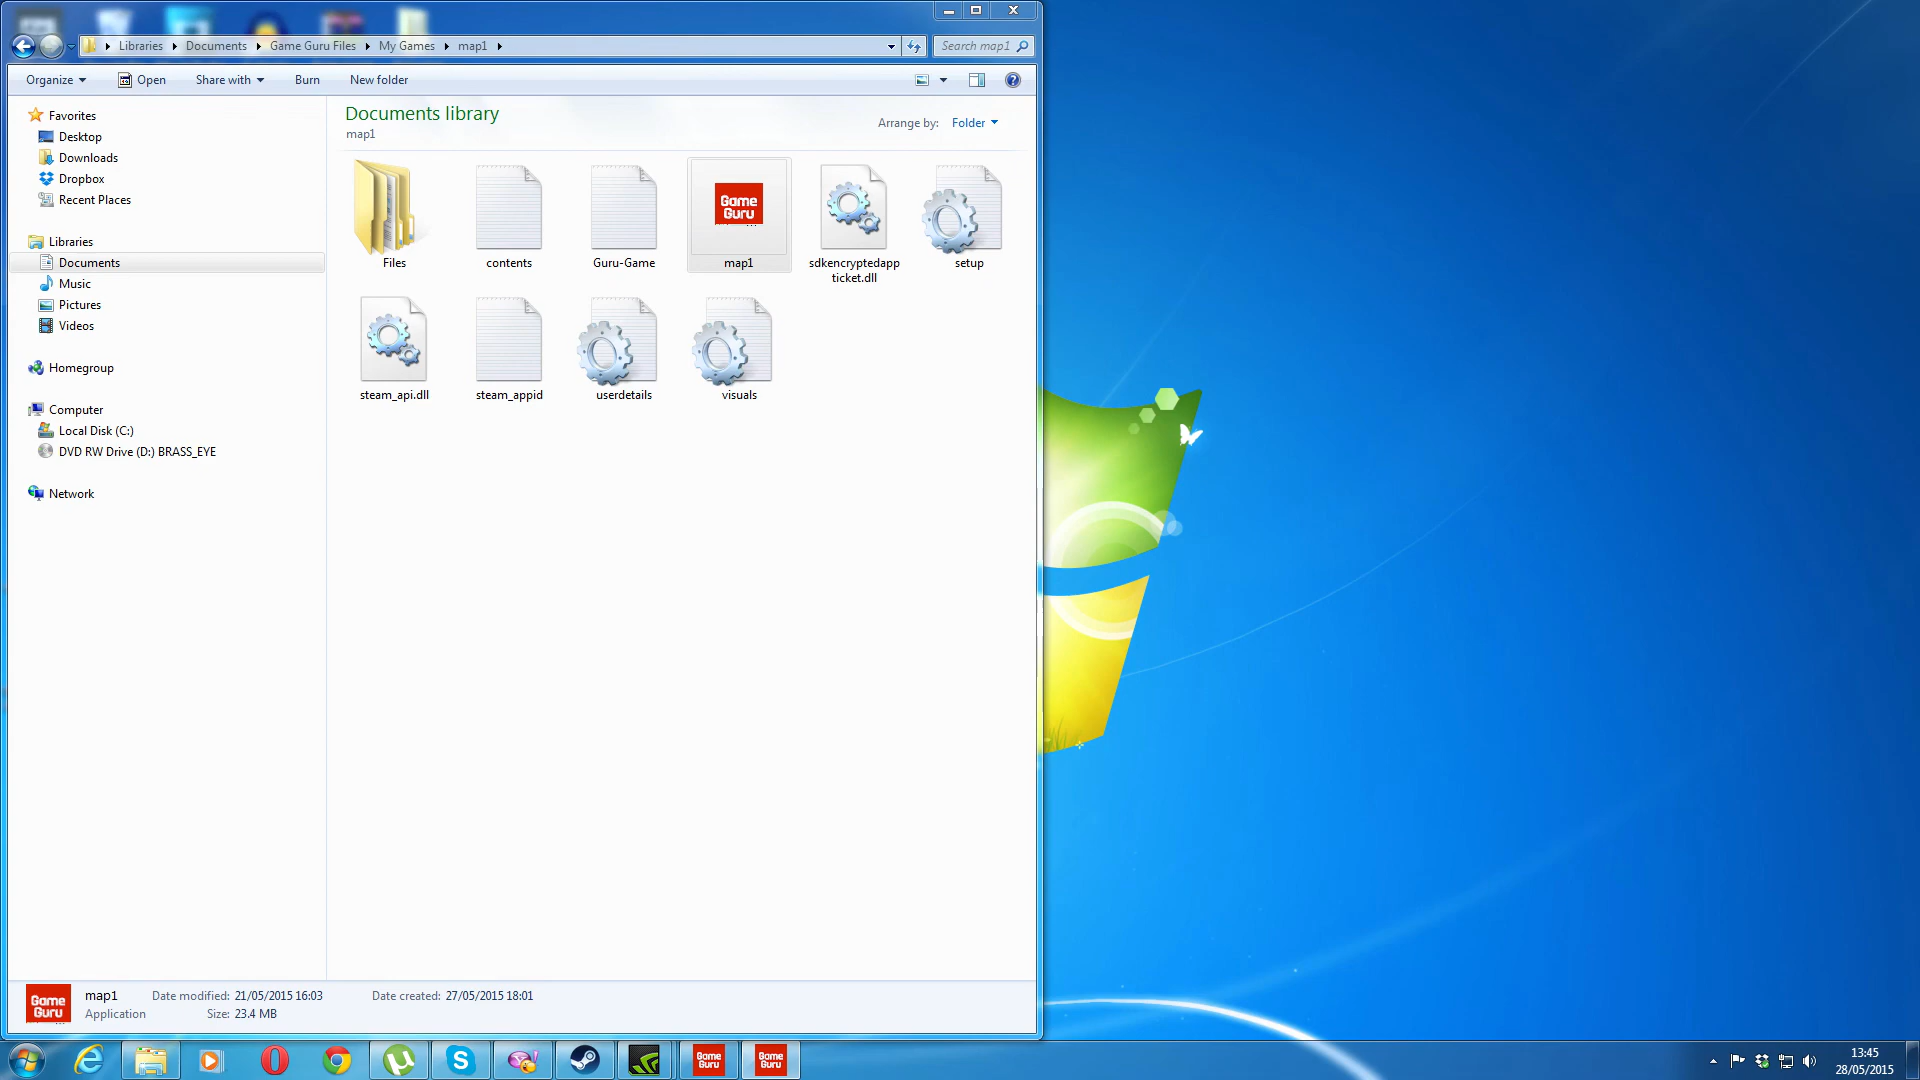 Libraries
Documents
Game Guru Files
My Games
map1
Search map1
Organize
Open
Share with
Burn
New folder
Favorites
Desktop
Downloads
Dropbox
Recent Places
Libraries
Documents
Music
Pictures
Videos
Homegroup
Computer
Local Disk (C:)
DVD RW Drive (D:) BRASS_EYE
Network
Documents library
map1
Arrange by: Folder
Files
contents
Guru-Game
Game
Guru
map1
sdkencryptedapp
ticket.dll
setup
steam_api.dll
steam_appid
userdetails
visuals
Game
Guru
map1
Date modified: 21/05/2015 16:03
Date created: 27/05/2015 18:01
Application
Size: 23.4 MB
Game
Guru
Game
Guru
13:45
28/05/2015